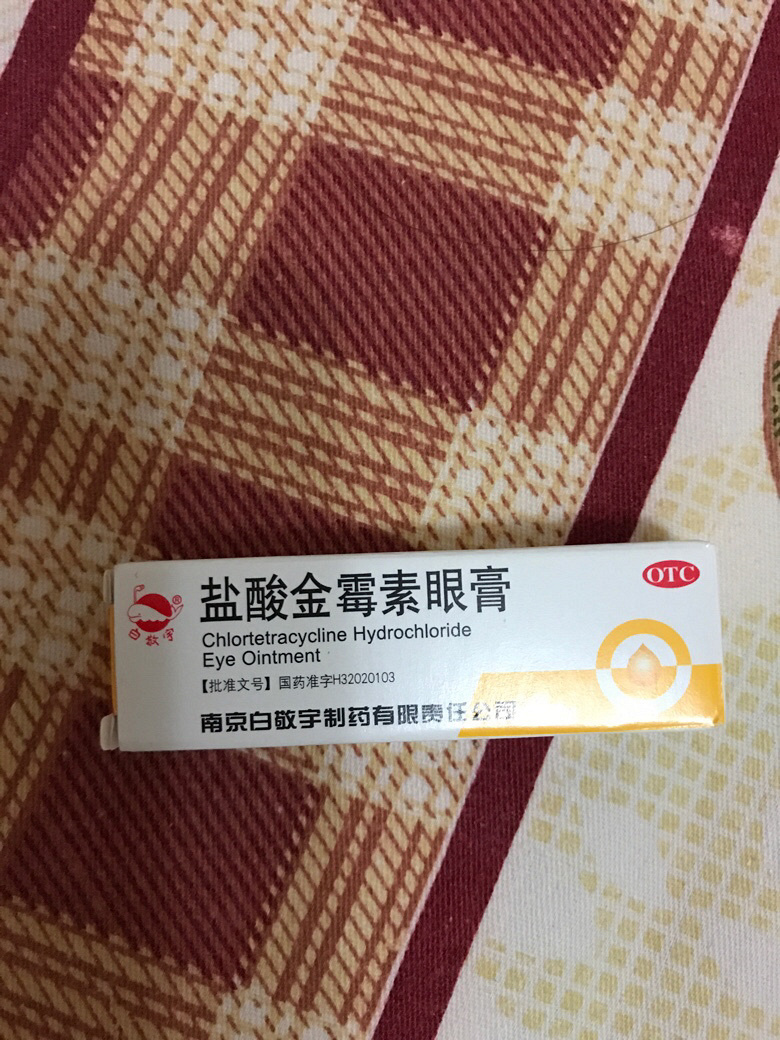 OTC
盐酸金霉素眼膏
Chlortetracycline Hydrochloride
Eye Ointment
【批准文号】国药准字H32020103
南京白敬宇制药有限责任公司
白敬宇
®